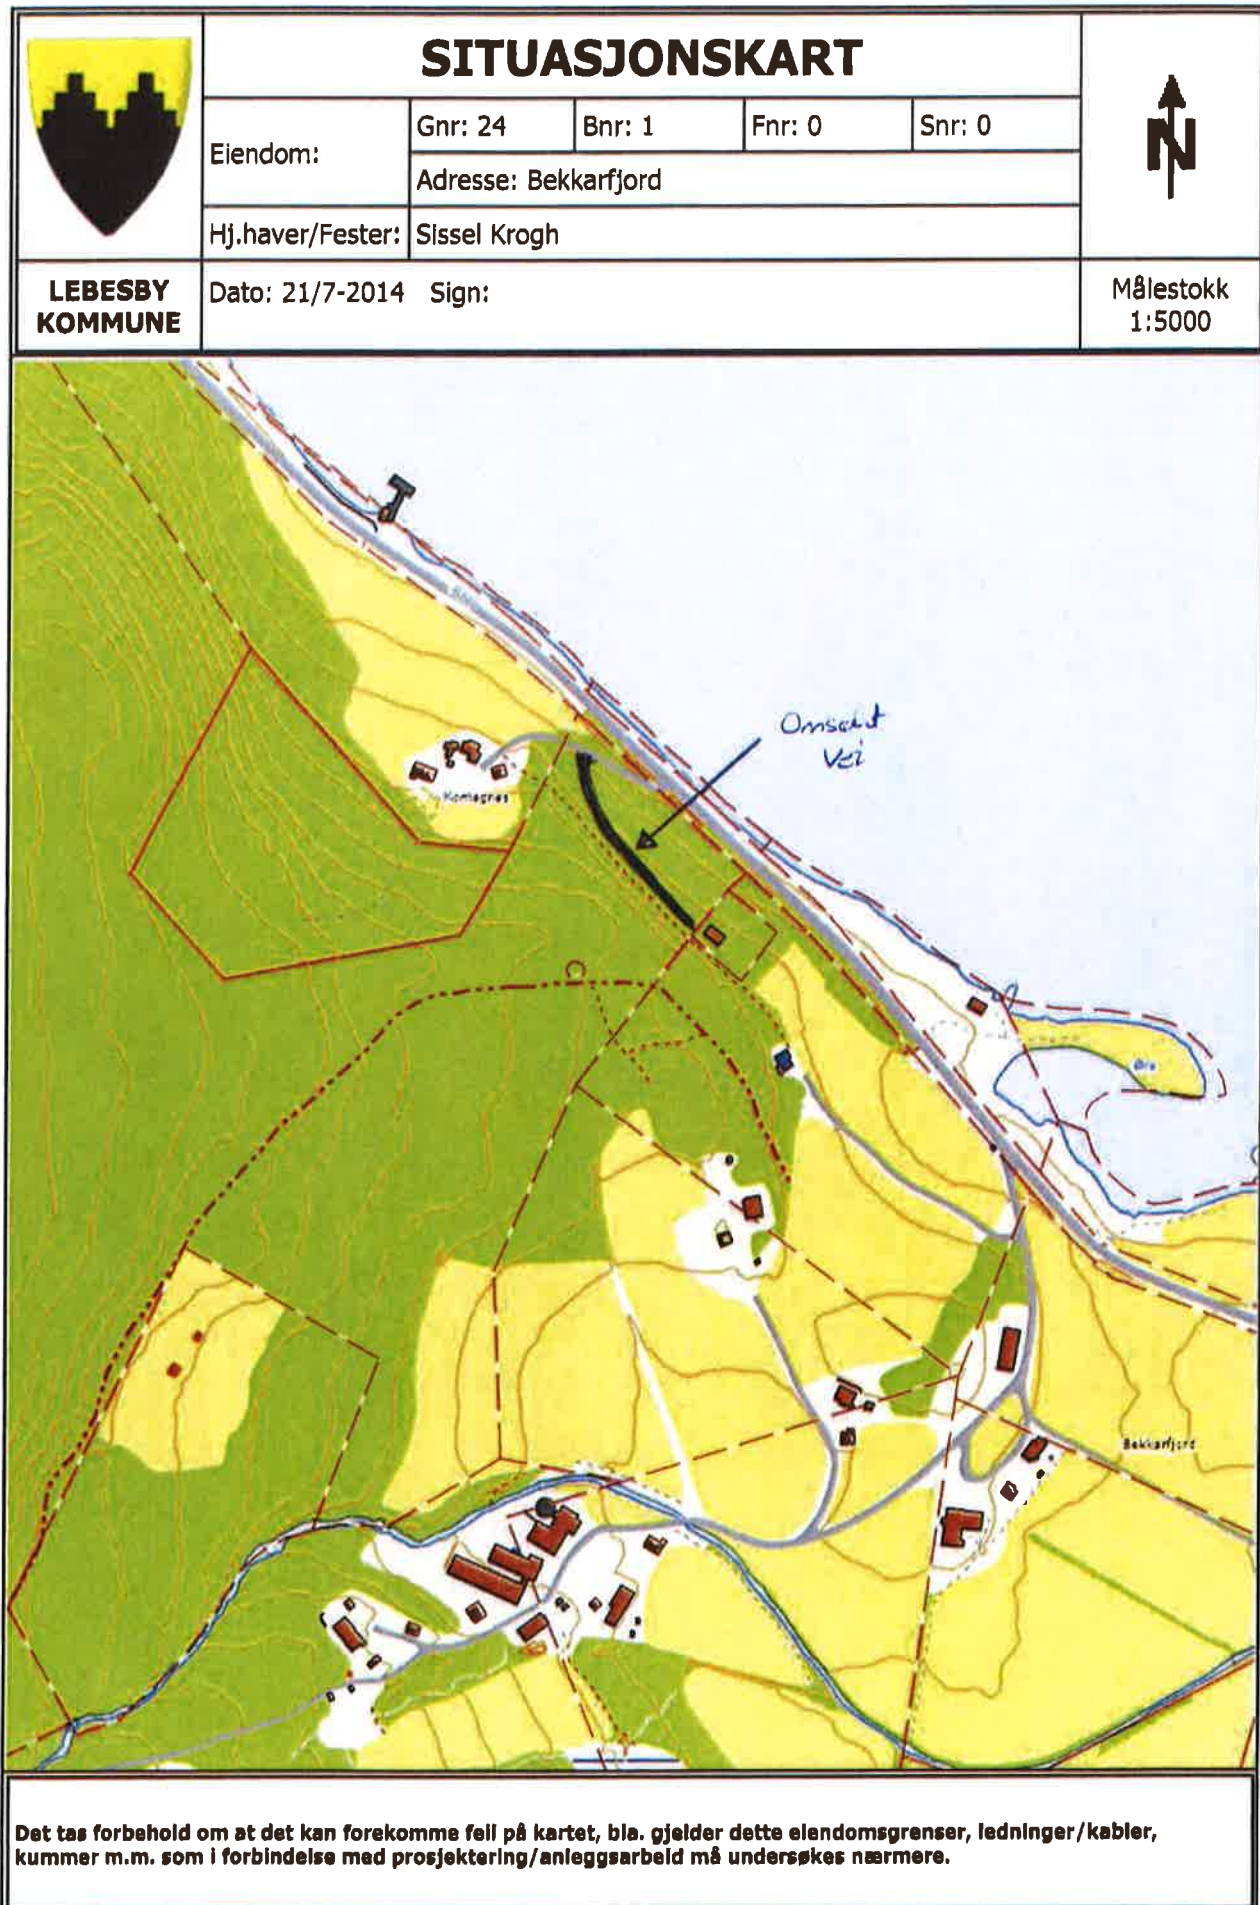 SITUASJONSKART
Eiendom:
Gnr: 24
Bnr: 1
Fnr: 0
Snr: 0
Adresse: Bekkarfjord
Hj.haver/Fester:
Sissel Krogh
N
LEBESBY
KOMMUNE
Dato: 21/7-2014 Sign:
Målestokk
1:5000
Omsøkt
Vei
Komagnes
Bekkarfjord
Det tas forbehold om at det kan forekomme feil på kartet, bla. gjelder dette eiendomsgrenser, ledninger/kabler,
kummer m.m. som i forbindelse med prosjektering/anleggsarbeid må undersøkes nærmere.